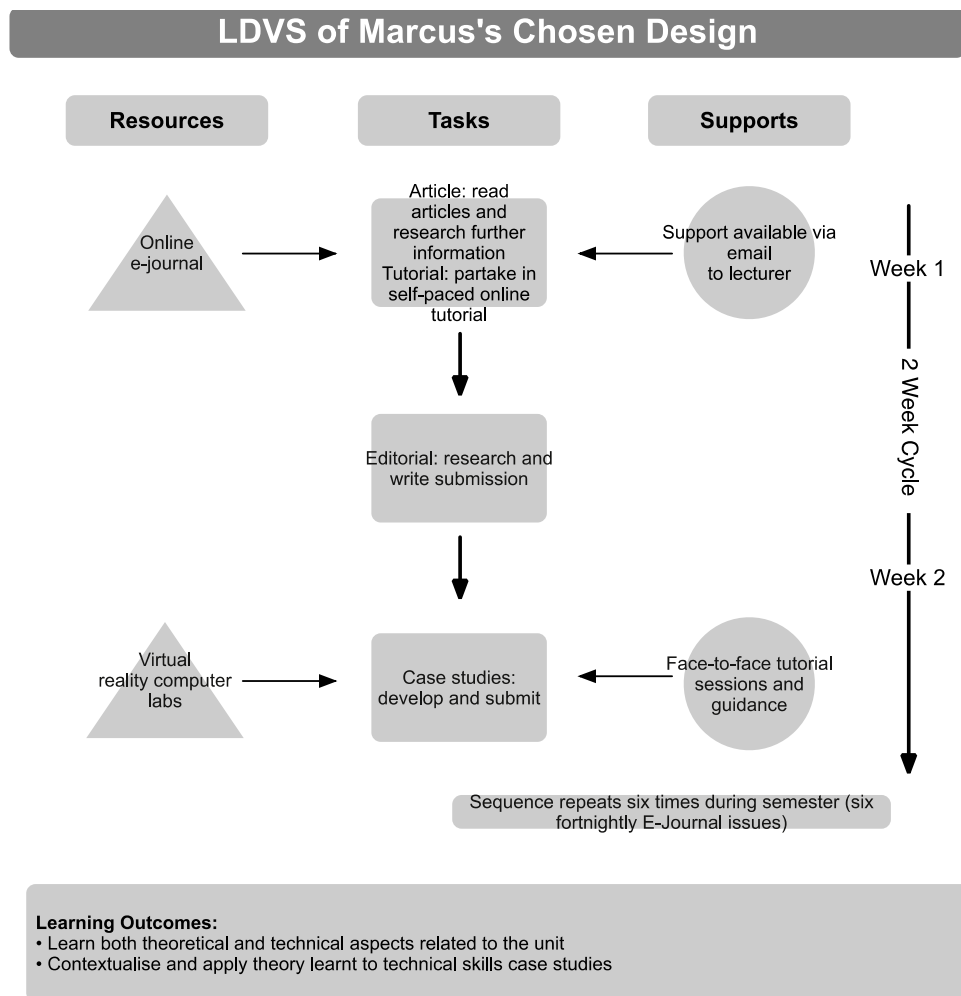 LDVS of Marcus's Chosen Design
Resources
Tasks
Supports
Online
e-journal
Article: read
articles and
research further
information
Tutorial: partake in
self-paced online
tutorial
Support available via
email
to lecturer
Week 1
2 Week Cycle
Editorial: research and
write submission
Week 2
Virtual
reality computer
labs
Case studies:
develop and submit
Face-to-face tutorial
sessions and
guidance
Sequence repeats six times during semester (six
fortnightly E-Journal issues)
Learning Outcomes:
• Learn both theoretical and technical aspects related to the unit
• Contextualise and apply theory learnt to technical skills case studies